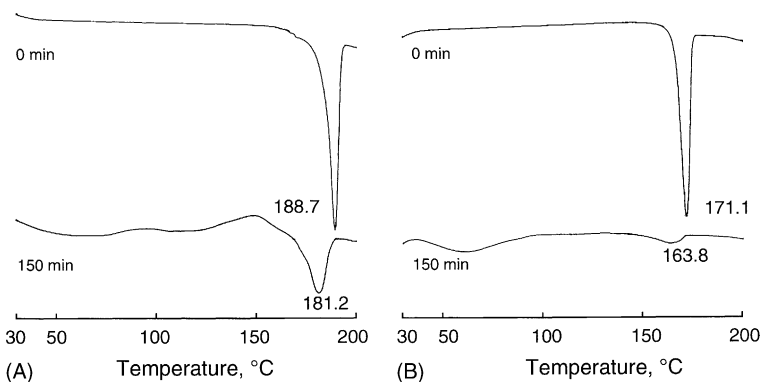 0 min
188.7
150 min
181.2
30 50 100 150 200
(A) Temperature, °C
0 min
171.1
150 min
163.8
30 50 100 150 200
(B) Temperature, °C